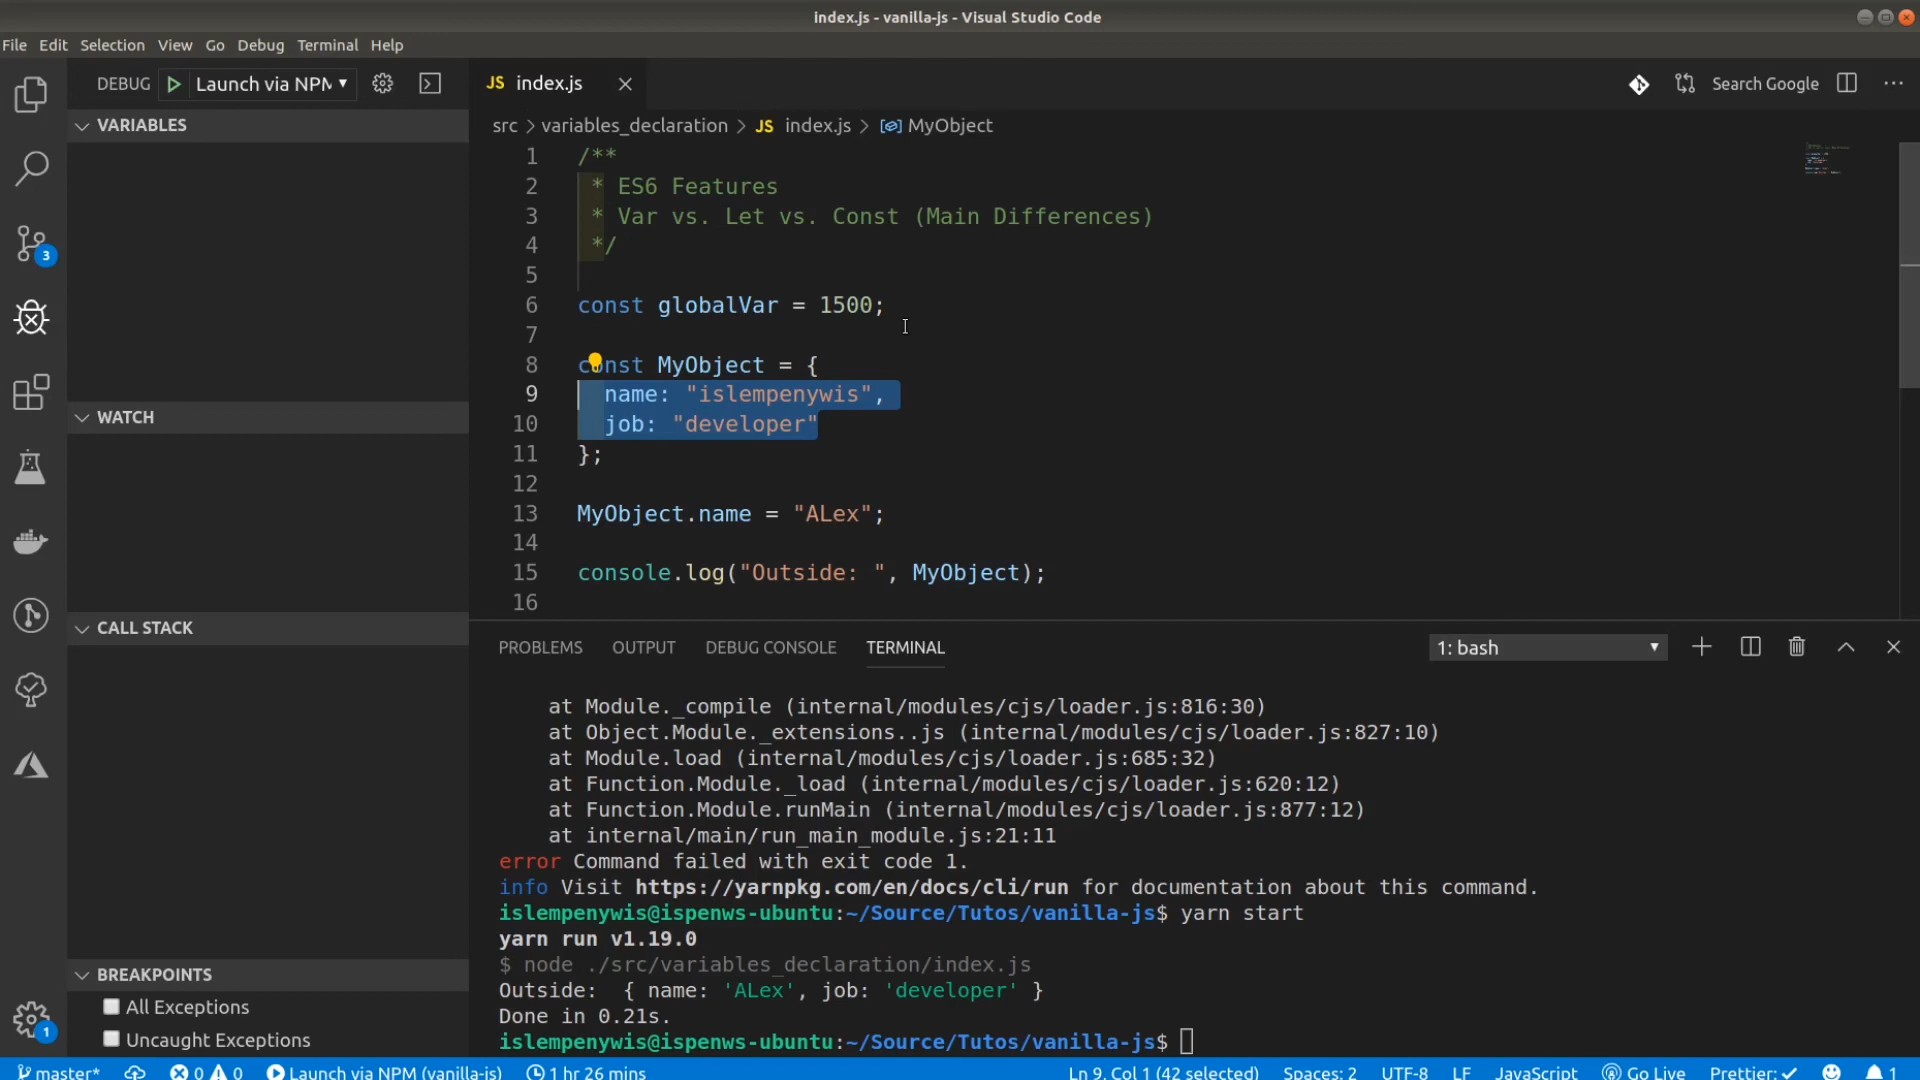 index.js - vanilla-js - Visual Studio Code
File Edit Selection View Go Debug Terminal Help
DEBUG Launch via NPM
JS index.js
Search Google
VARIABLES
src > variables_declaration > JS index.js > MyObject
1 /**
2 * ES6 Features
3 * Var vs. Let vs. Const (Main Differences)
4 */
5
6 const globalVar = 1500;
7
8 const MyObject = {
9 name: "islempenywis",
10 job: "developer"
11 };
12
13 MyObject.name = "ALex";
14
15 console.log("Outside: ", MyObject);
16
3
WATCH
CALL STACK
BREAKPOINTS
All Exceptions
Uncaught Exceptions
1
PROBLEMS OUTPUT DEBUG CONSOLE TERMINAL
1: bash
at Module._compile (internal/modules/cjs/loader.js:816:30)
at Object.Module._extensions..js (internal/modules/cjs/loader.js:827:10)
at Module.load (internal/modules/cjs/loader.js:685:32)
at Function.Module._load (internal/modules/cjs/loader.js:620:12)
at Function.Module.runMain (internal/modules/cjs/loader.js:877:12)
at internal/main/run_main_module.js:21:11
error Command failed with exit code 1.
info Visit https://yarnpkg.com/en/docs/cli/run for documentation about this command.
islempenywis@ispenws-ubuntu:~/Source/Tutos/vanilla-js$ yarn start
yarn run v1.19.0
$ node ./src/variables_declaration/index.js
Outside:  { name: 'ALex', job: 'developer' }
Done in 0.21s.
islempenywis@ispenws-ubuntu:~/Source/Tutos/vanilla-js$
master* 0 0 Launch via NPM (vanilla-js) 1 hr 26 mins
Ln 9, Col 1 (42 selected) Spaces: 2 UTF-8 LF JavaScript Go Live Prettier: ✓ 1